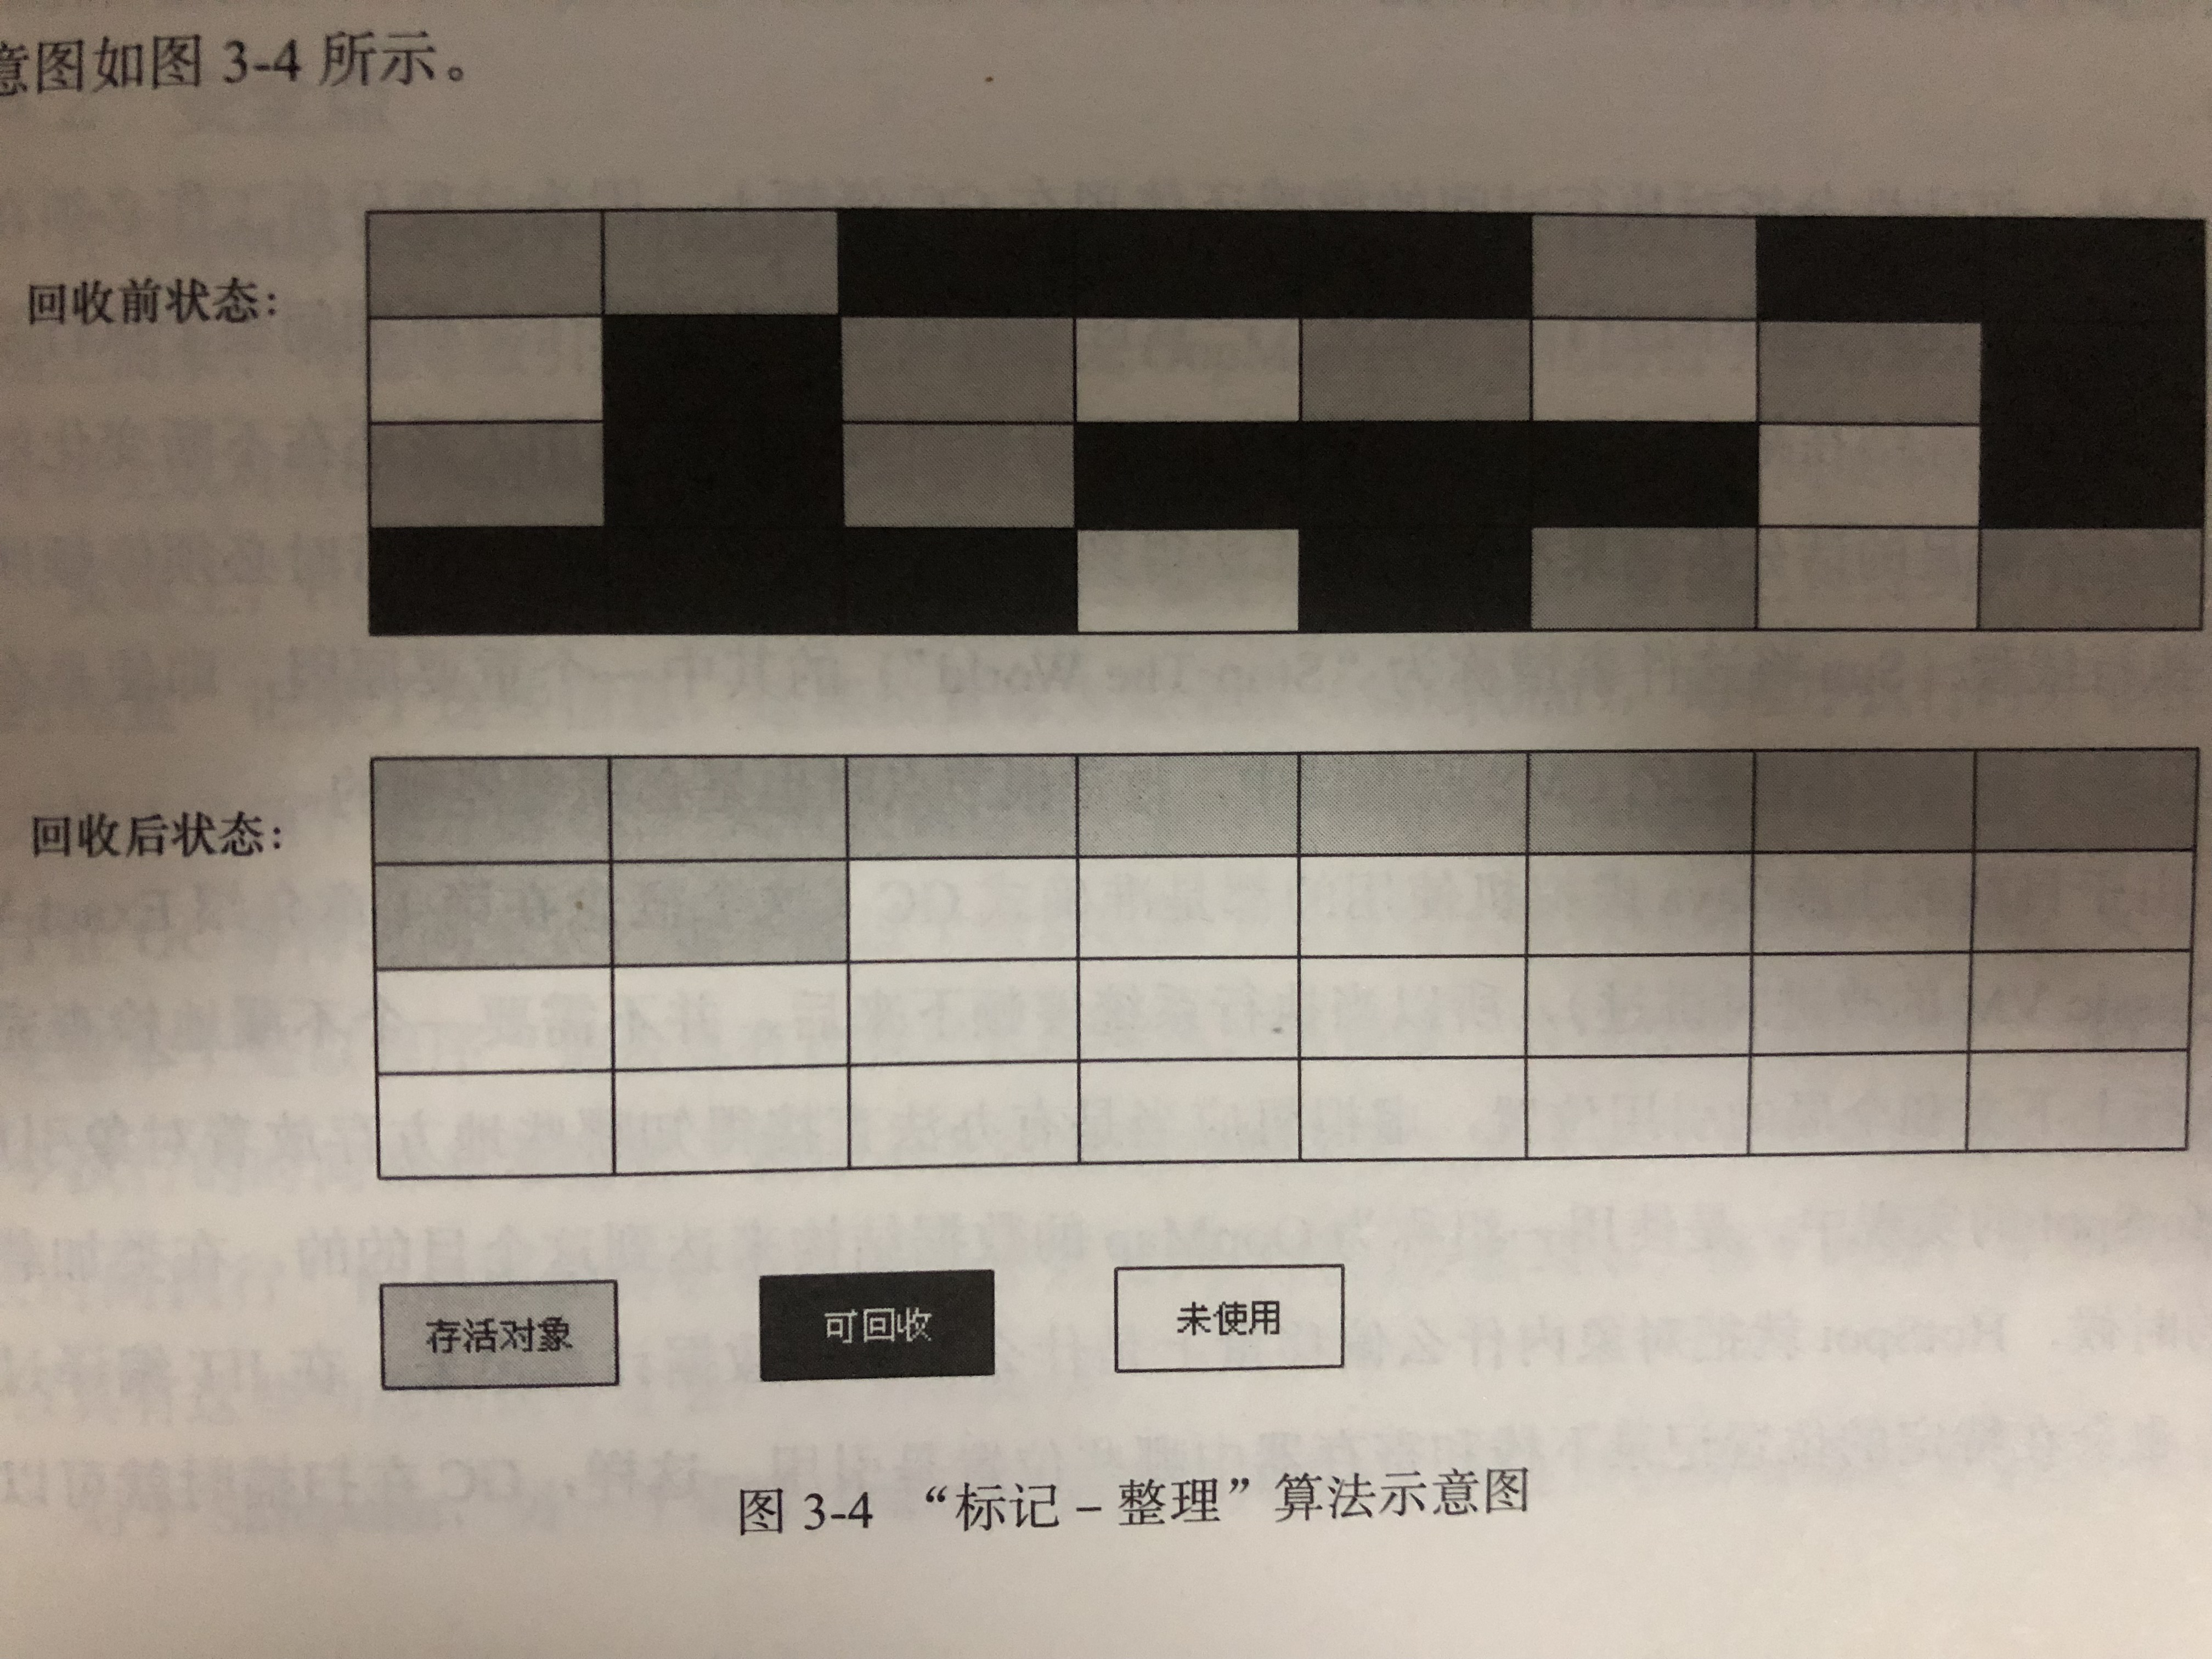 意图如图 3-4 所示。
回收前状态：
回收后状态：
存活对象
可回收
未使用
图 3-4 “标记 – 整理” 算法示意图